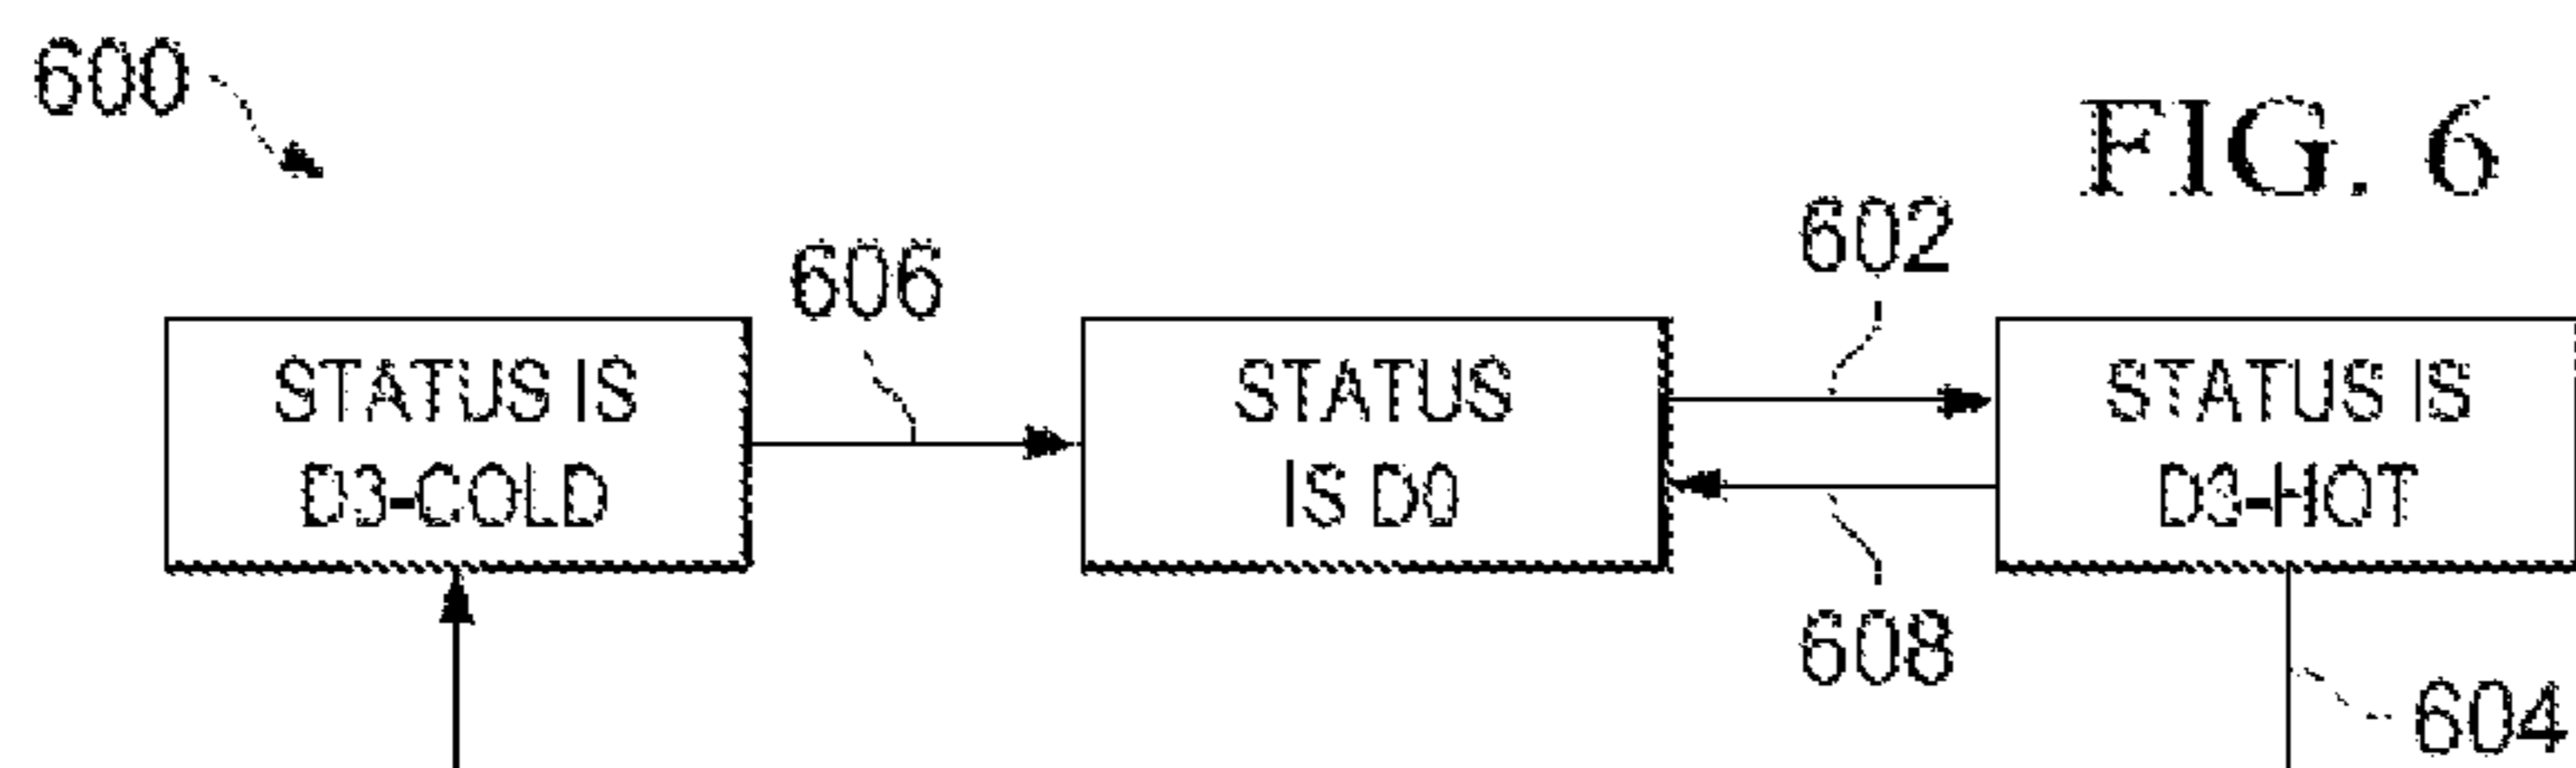 600
FIG. 6
606
602
STATUS IS
D3-COLD
STATUS
IS D0
STATUS IS
D3-HOT
608
604